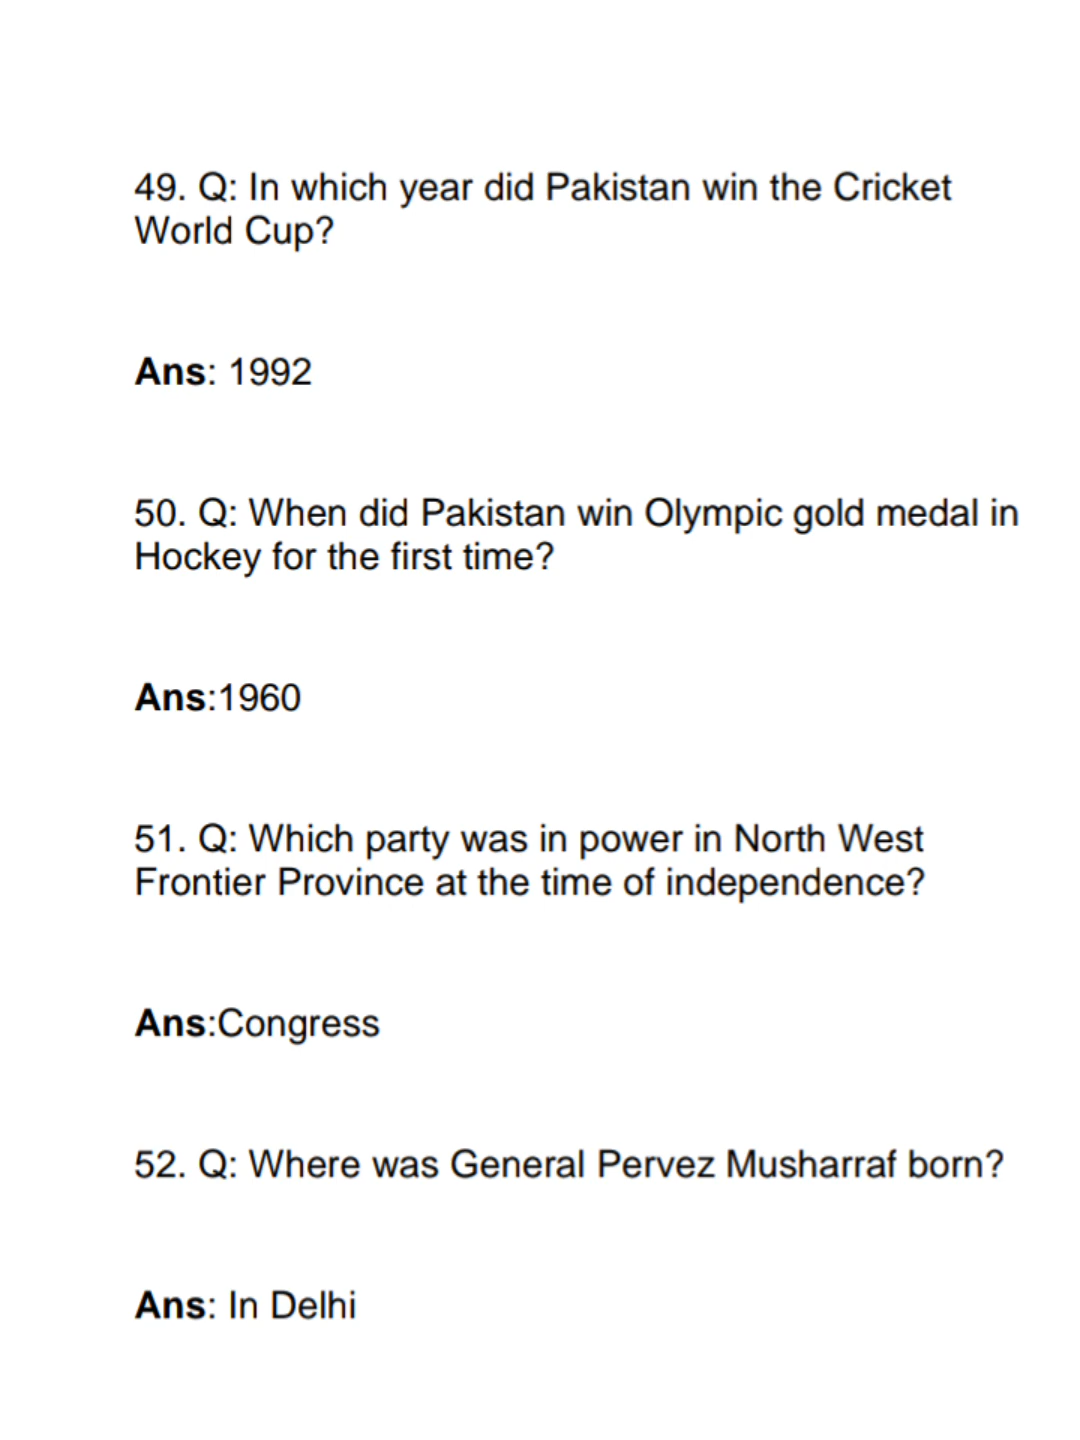 49. Q: In which year did Pakistan win the Cricket
World Cup?
Ans: 1992
50. Q: When did Pakistan win Olympic gold medal in
Hockey for the first time?
Ans:1960
51. Q: Which party was in power in North West
Frontier Province at the time of independence?
Ans:Congress
52. Q: Where was General Pervez Musharraf born?
Ans: In Delhi